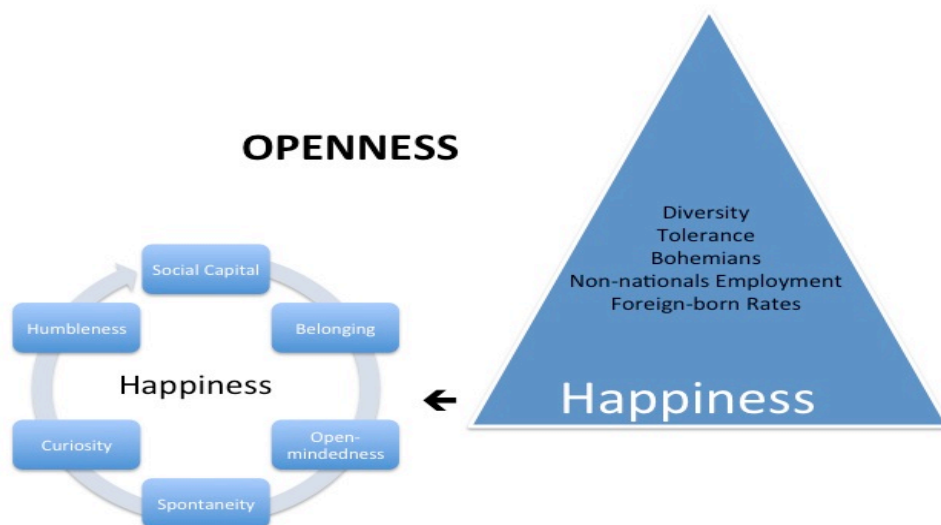 OPENNESS
Social Capital
Belonging
Open-
mindedness
Spontaneity
Curiosity
Humbleness
Happiness
Diversity
Tolerance
Bohemians
Non-nationals Employment
Foreign-born Rates
Happiness